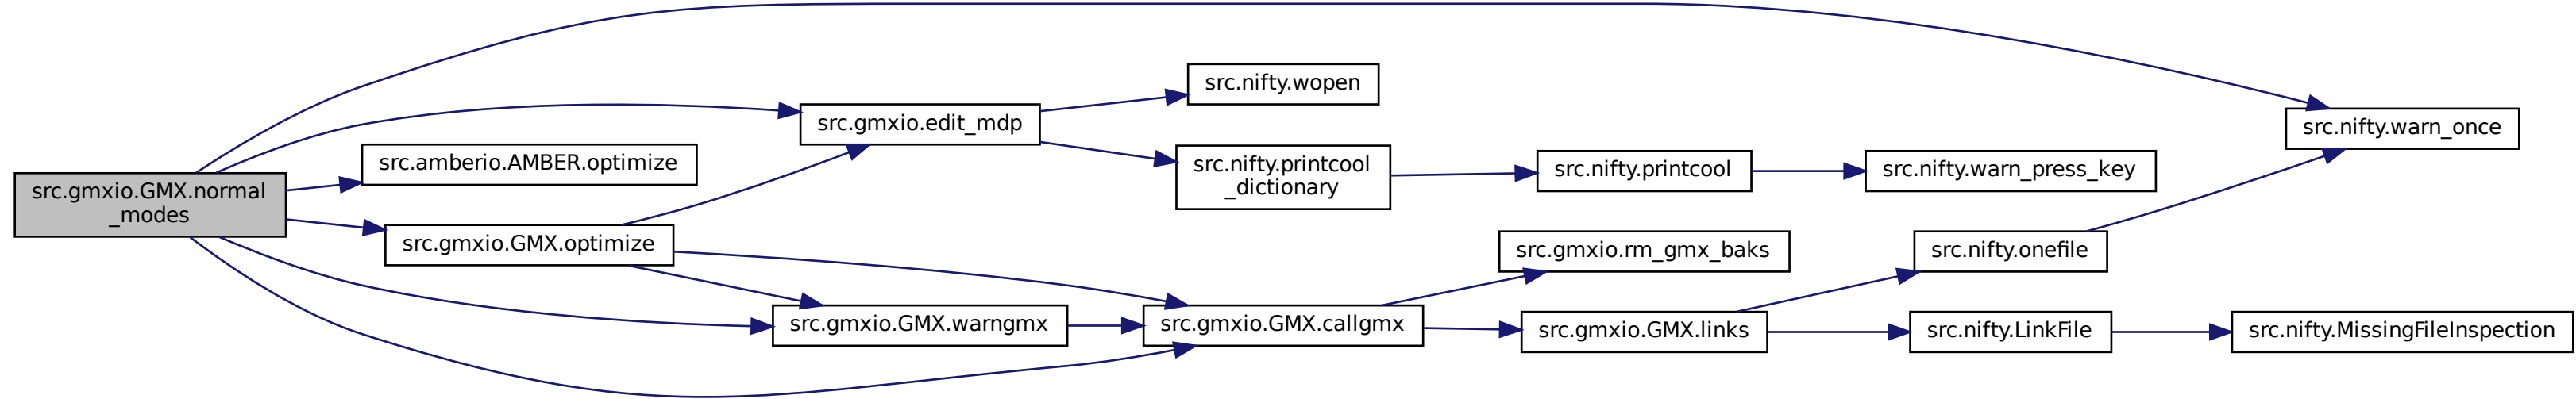 src.gmxio.GMX.normal
_modes
src.amberio.AMBER.optimize
src.gmxio.GMX.optimize
src.gmxio.edit_mdp
src.gmxio.GMX.warngmx
src.nifty.wopen
src.nifty.printcool
_dictionary
src.gmxio.GMX.callgmx
src.nifty.printcool
src.gmxio.rm_gmx_baks
src.gmxio.GMX.links
src.nifty.warn_press_key
src.nifty.onefile
src.nifty.LinkFile
src.nifty.warn_once
src.nifty.MissingFileInspection